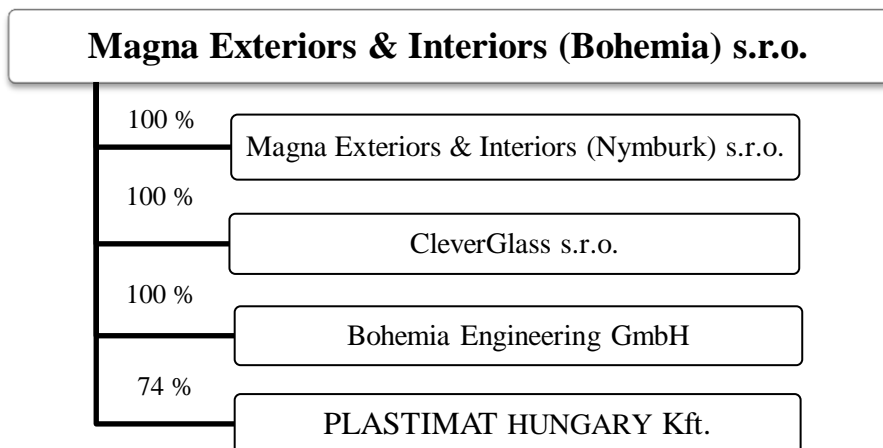 Magna Exteriors & Interiors (Bohemia) s.r.o.
100 %
Magna Exteriors & Interiors (Nymburk) s.r.o.
100 %
CleverGlass s.r.o.
100 %
Bohemia Engineering GmbH
74 %
PLASTIMAT HUNGARY Kft.